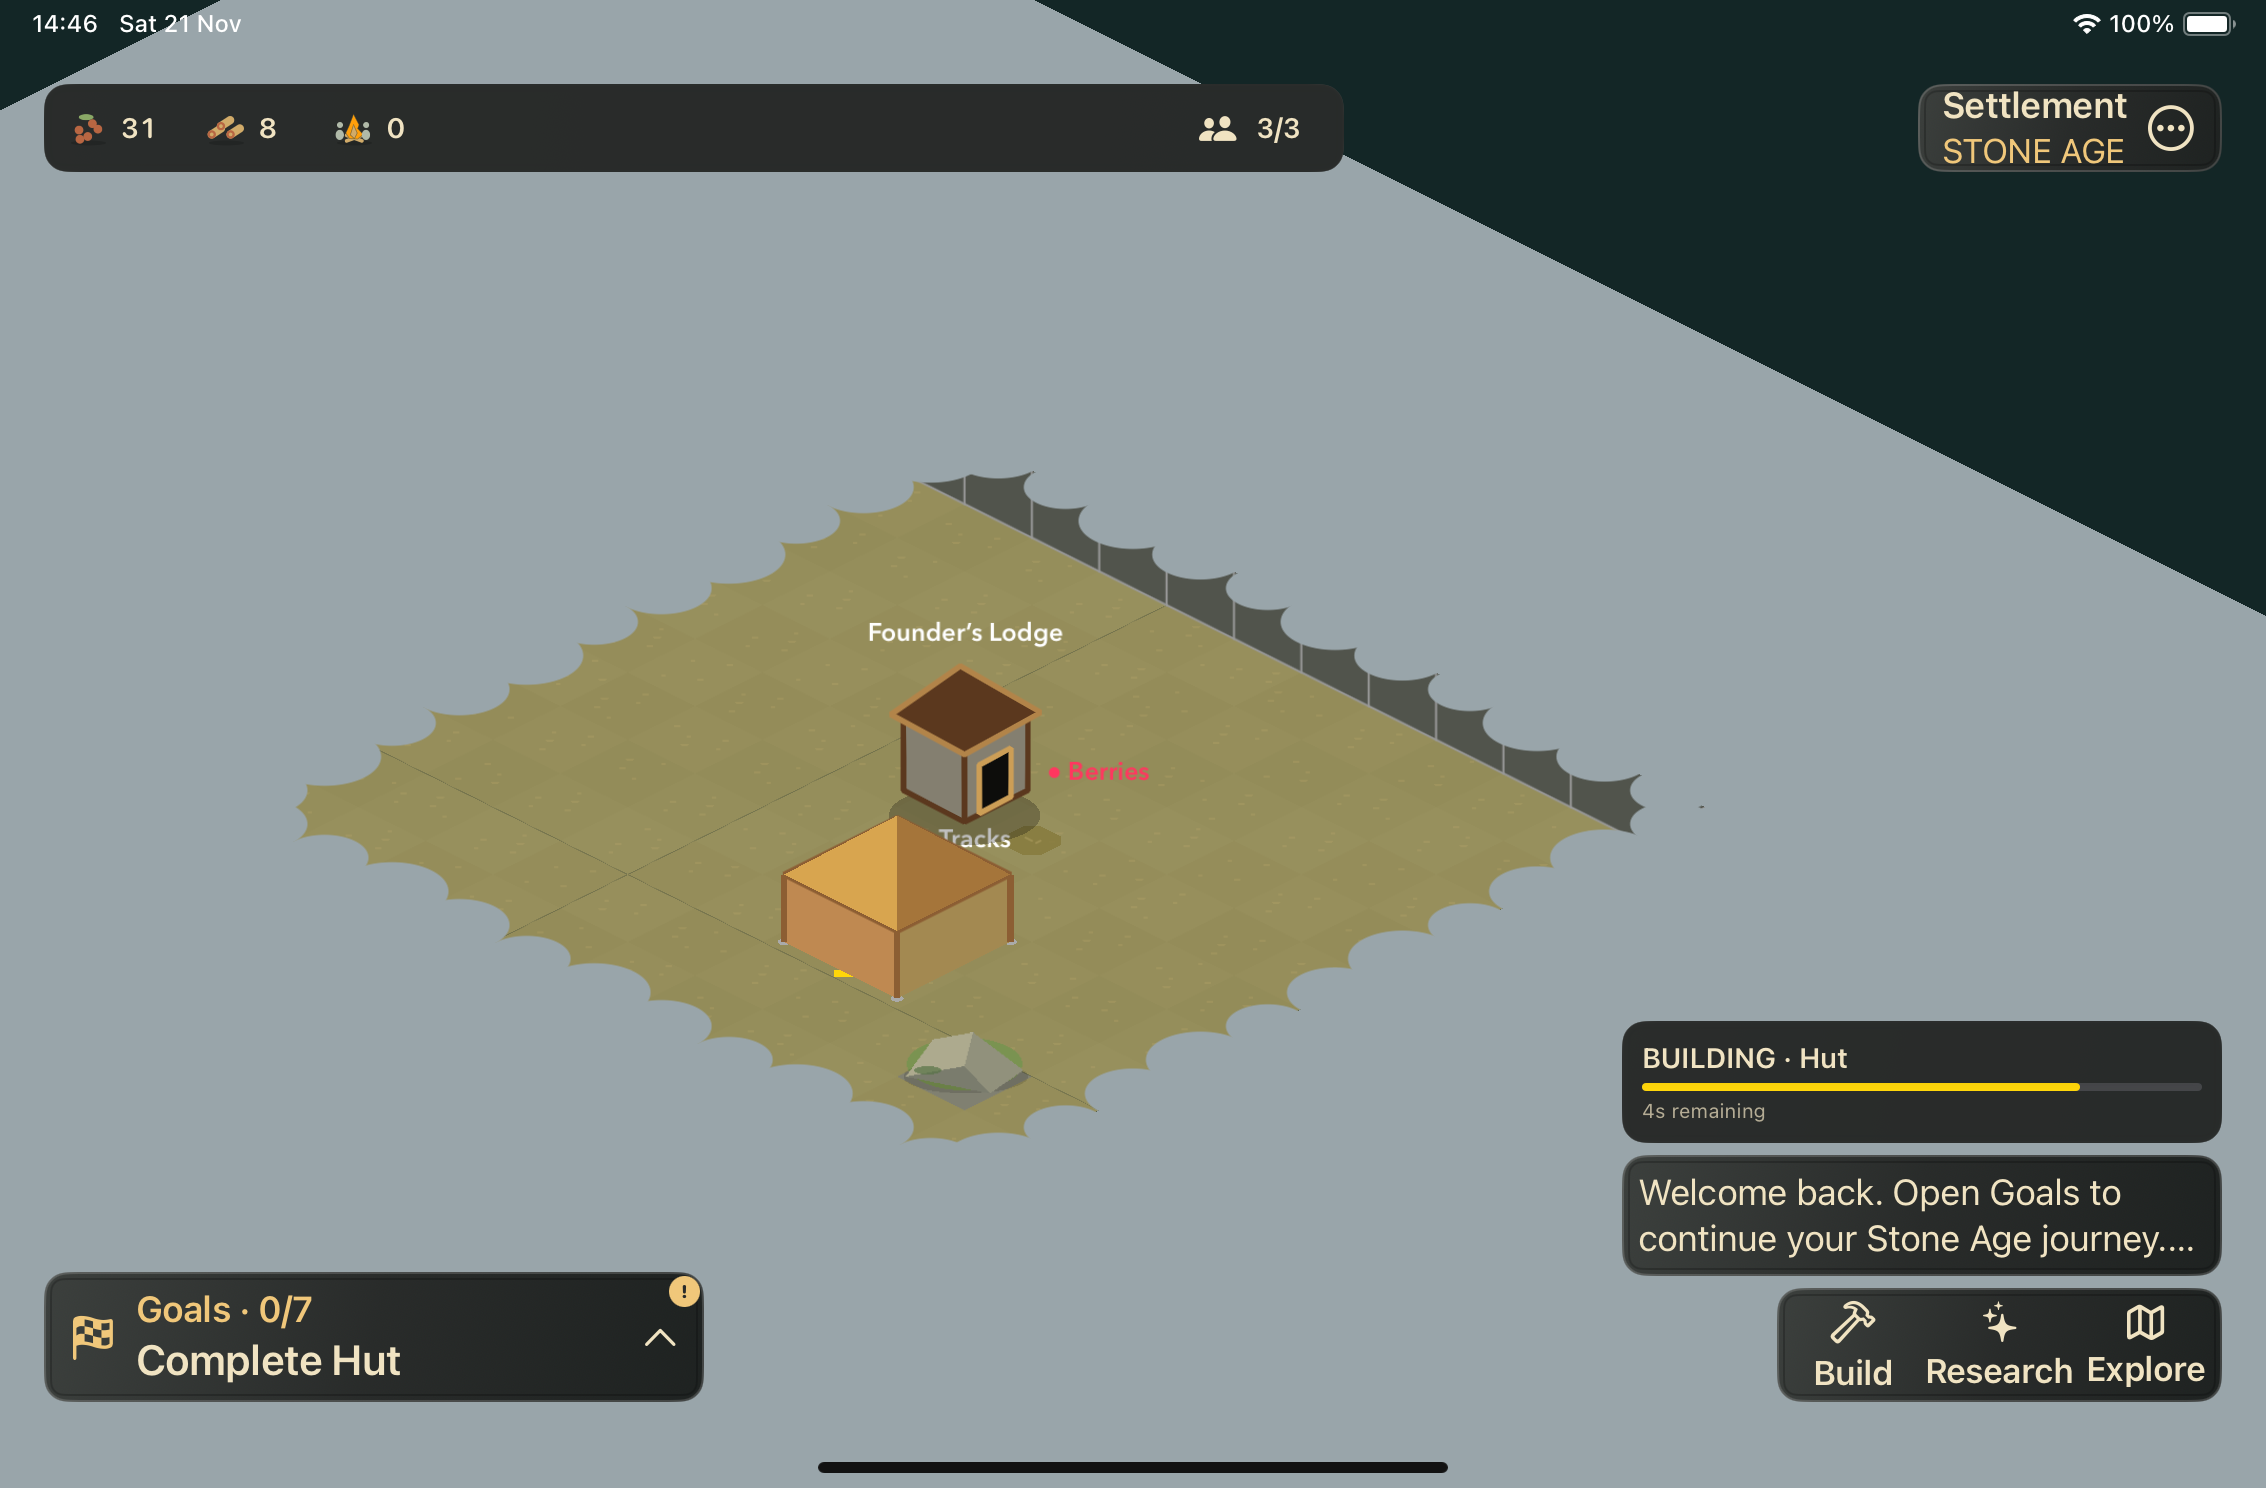 14:46 Sat 21 Nov
100%
31 8 0 3/3
Settlement
STONE AGE
Founder's Lodge
Berries
Tracks
BUILDING · Hut
4s remaining
Welcome back. Open Goals to
continue your Stone Age journey....
Goals · 0/7
!
Complete Hut
Build Research Explore